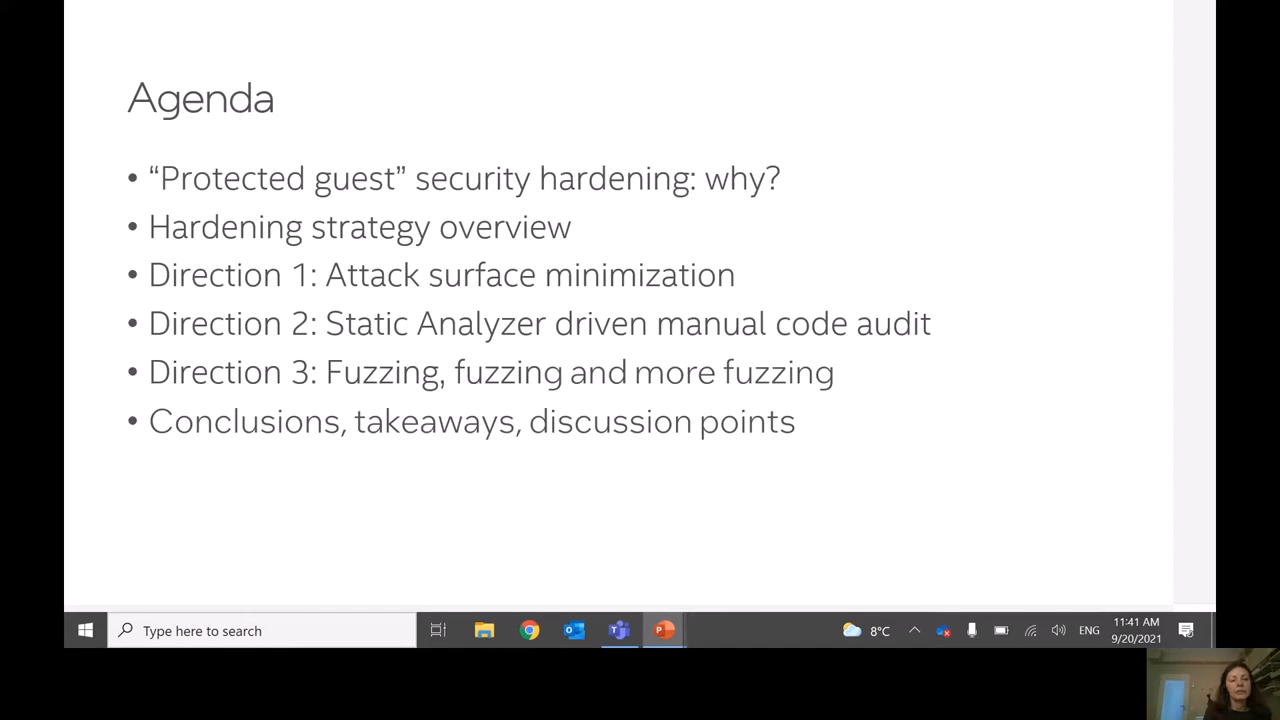 Agenda
• “Protected guest” security hardening: why?
• Hardening strategy overview
• Direction 1: Attack surface minimization
• Direction 2: Static Analyzer driven manual code audit
• Direction 3: Fuzzing, fuzzing and more fuzzing
• Conclusions, takeaways, discussion points
Type here to search
8°C
ENG
11:41 AM
9/20/2021